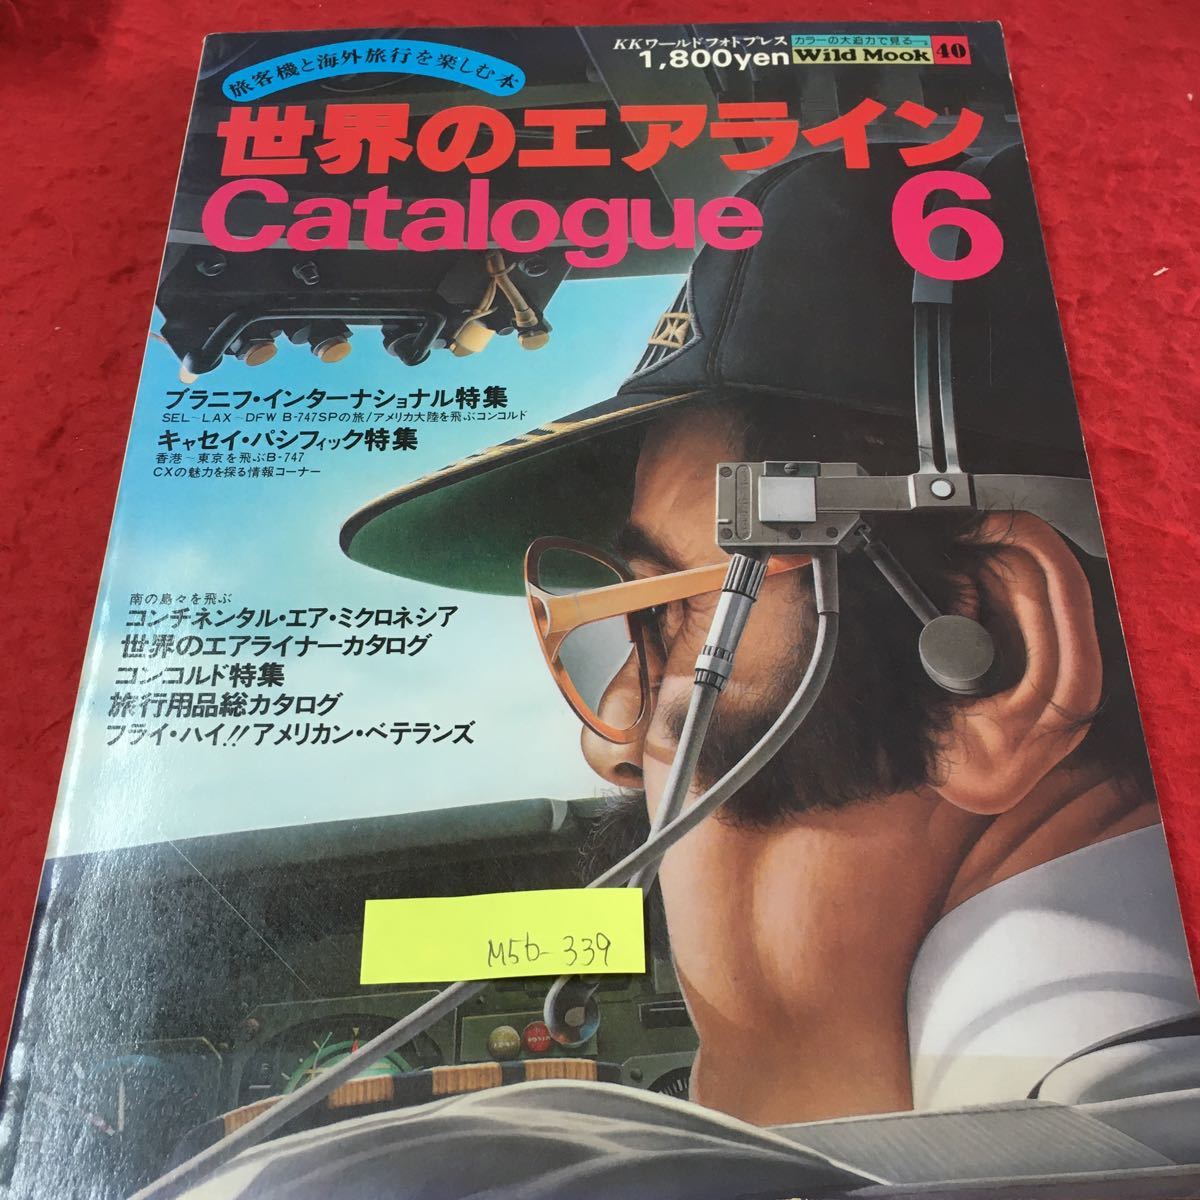 旅客機と海外旅行を楽しむ本
KKワールドフォトプレス
1,800yen
カラーの大迫力で見る
Wild Mook 40
世界のエアライン
Catalogue 6
ブラニフ・インターナショナル特集
SEL〜LAX〜DFW B-747SPの旅/アメリカ大陸を飛ぶコンコルド
キャセイ・パシフィック特集
香港〜東京を飛ぶB-747
CXの魅力を探る情報コーナー
南の島々を飛ぶ
コンチネンタル・エア・ミクロネシア
世界のエアライナーカタログ
コンコルド特集
旅行用品総カタログ
フライ・ハイ!!アメリカン・ベテランズ
M5b-339